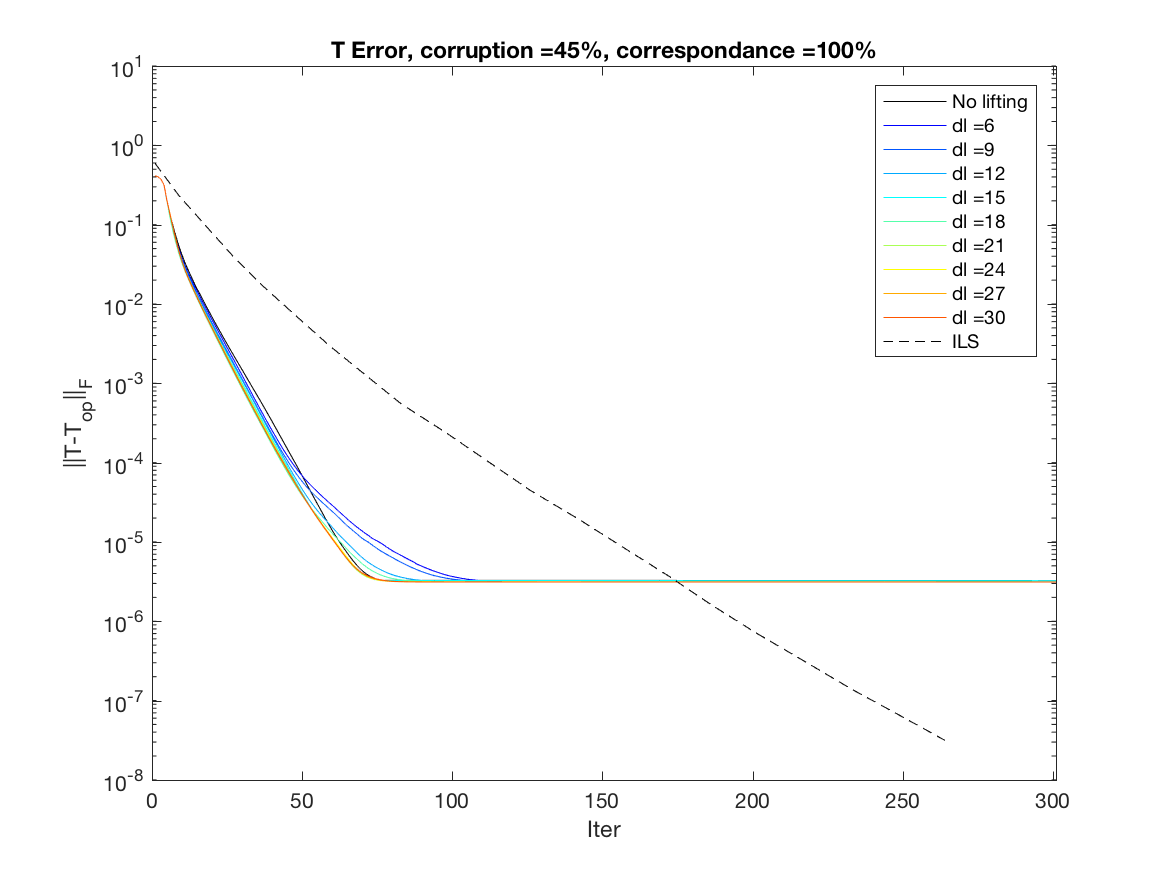 T Error, corruption =45%, correspondance =100%
10^1
10^0
10^-1
10^-2
10^-3
10^-4
10^-5
10^-6
10^-7
10^-8
||T-T_op||_F
No lifting
dl =6
dl =9
dl =12
dl =15
dl =18
dl =21
dl =24
dl =27
dl =30
ILS
0 50 100 150 200 250 300
Iter